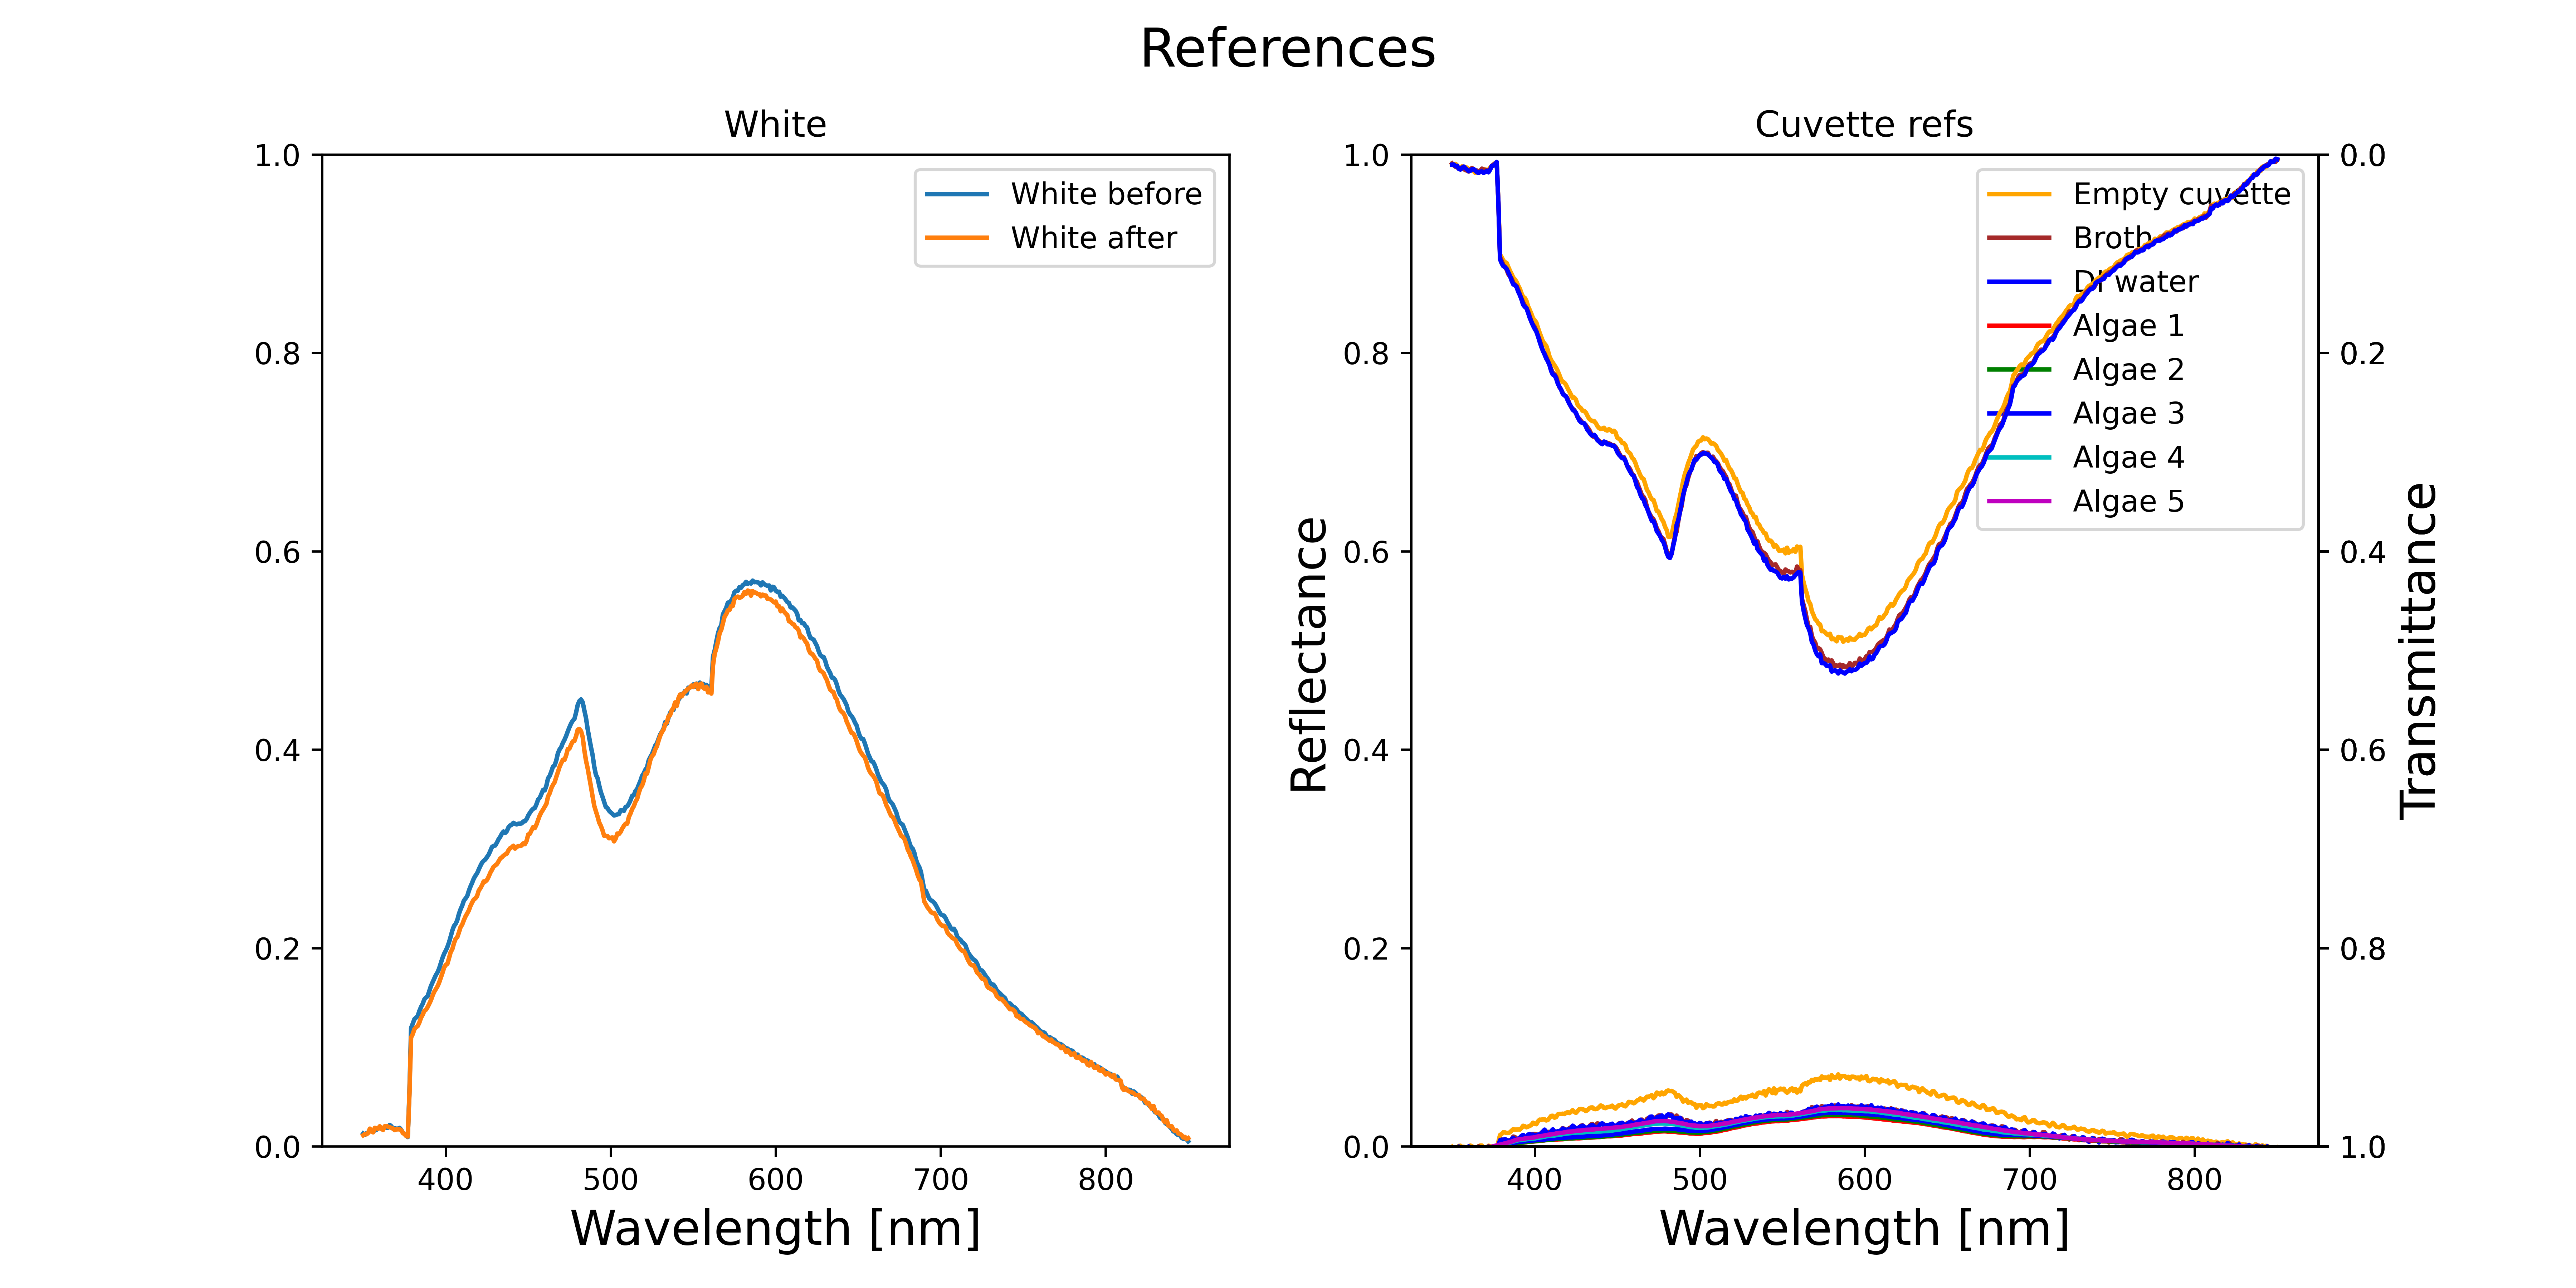 References
White
1.0
0.8
0.6
0.4
0.2
0.0
White before
White after
400 500 600 700 800
Wavelength [nm]
Cuvette refs
Reflectance
1.0
0.8
0.6
0.4
0.2
0.0
Empty cuvette
Broth
DI water
Algae 1
Algae 2
Algae 3
Algae 4
Algae 5
0.0
0.2
0.4
0.6
0.8
1.0
Transmittance
400 500 600 700 800
Wavelength [nm]